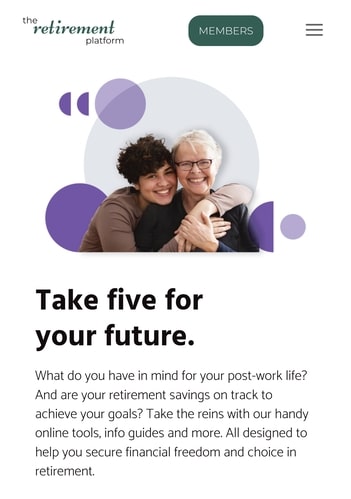 the
retirement
platform
MEMBERS
Take five for
your future.
What do you have in mind for your post-work life?
And are your retirement savings on track to
achieve your goals? Take the reins with our handy
online tools, info guides and more. All designed to
help you secure financial freedom and choice in
retirement.